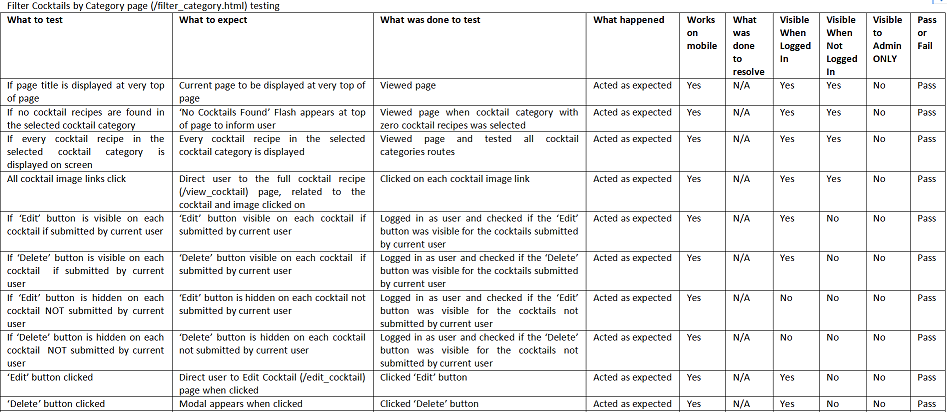 Filter Cocktails by Category page (/filter_category.html) testing
What to test What to expect What was done to test What happened Works on mobile What was done to resolve Visible When Logged In Visible When Not Logged In Visible to Admin ONLY Pass or Fail
If page title is displayed at very top of page Current page to be displayed at very top of page Viewed page Acted as expected Yes N/A Yes Yes No Pass
If no cocktail recipes are found in the selected cocktail category ‘No Cocktails Found’ Flash appears at top of page to inform user Viewed page when cocktail category with zero cocktail recipes was selected Acted as expected Yes N/A Yes Yes No Pass
If every cocktail recipe in the selected cocktail category is displayed on screen Every cocktail recipe in the selected cocktail category is displayed Viewed page and tested all cocktail categories routes Acted as expected Yes N/A Yes Yes No Pass
All cocktail image links click Direct user to the full cocktail recipe (/view_cocktail) page, related to the cocktail and image clicked on Clicked on each cocktail image link Acted as expected Yes N/A Yes Yes No Pass
If ‘Edit’ button is visible on each cocktail if submitted by current user ‘Edit’ button visible on each cocktail if submitted by current user Logged in as user and checked if the ‘Edit’ button was visible for the cocktails submitted by current user Acted as expected Yes N/A Yes No No Pass
If ‘Delete’ button is visible on each cocktail if submitted by current user ‘Delete’ button visible on each cocktail if submitted by current user Logged in as user and checked if the ‘Delete’ button was visible for the cocktails submitted by current user Acted as expected Yes N/A Yes No No Pass
If ‘Edit’ button is hidden on each cocktail NOT submitted by current user ‘Edit’ button is hidden on each cocktail not submitted by current user Logged in as user and checked if the ‘Edit’ button was visible for the cocktails not submitted by current user Acted as expected Yes N/A No No No Pass
If ‘Delete’ button is hidden on each cocktail NOT submitted by current user ‘Delete’ button is hidden on each cocktail not submitted by current user Logged in as user and checked if the ‘Delete’ button was visible for the cocktails not submitted by current user Acted as expected Yes N/A No No No Pass
‘Edit’ button clicked Direct user to Edit Cocktail (/edit_cocktail) page when clicked Clicked ‘Edit’ button Acted as expected Yes N/A Yes No No Pass
‘Delete’ button clicked Modal appears when clicked Clicked ‘Delete’ button Acted as expected Yes N/A Yes No No Pass